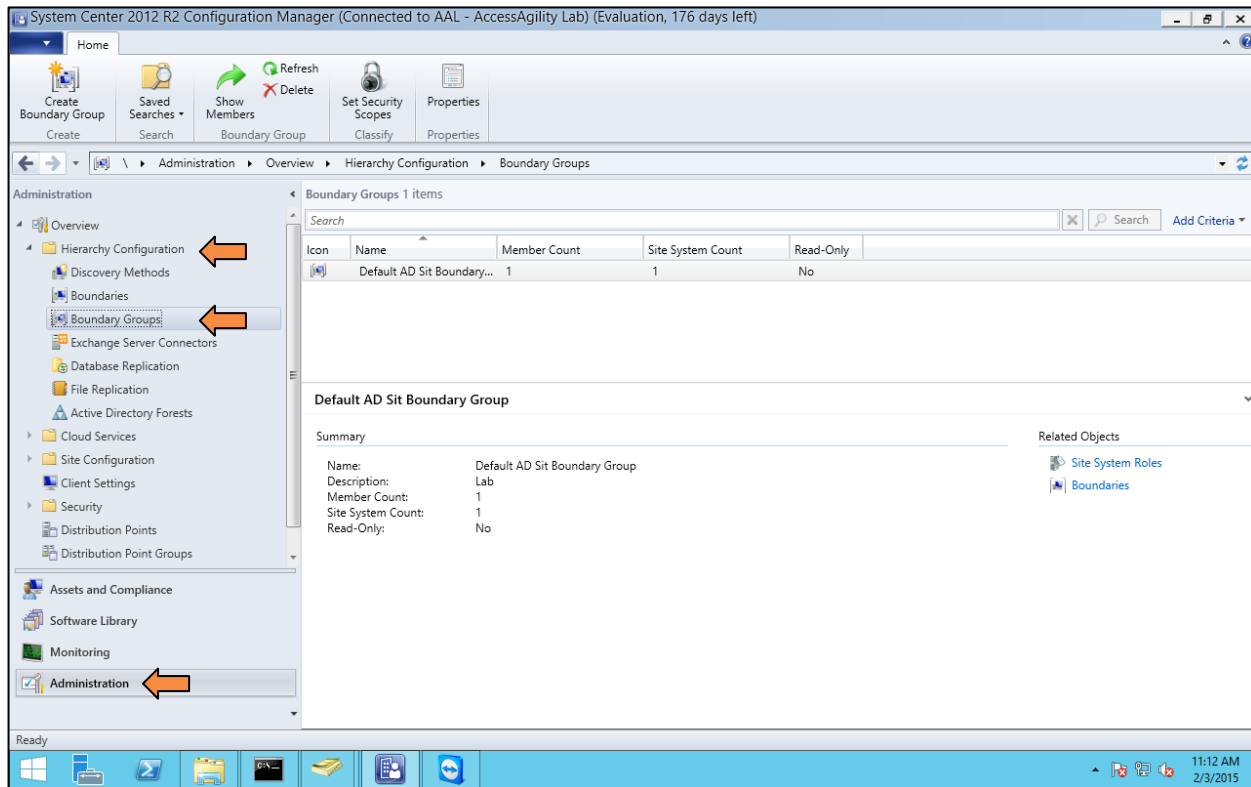 System Center 2012 R2 Configuration Manager (Connected to AAL - AccessAgility Lab) (Evaluation, 176 days left)
Home
Create Boundary Group
Saved Searches
Show Members
Refresh
Delete
Set Security Scopes
Properties
Create
Search
Boundary Group
Classify
Properties
\ Administration Overview Hierarchy Configuration Boundary Groups
Administration
Overview
Hierarchy Configuration
Discovery Methods
Boundaries
Boundary Groups
Exchange Server Connectors
Database Replication
File Replication
Active Directory Forests
Cloud Services
Site Configuration
Client Settings
Security
Distribution Points
Distribution Point Groups
Assets and Compliance
Software Library
Monitoring
Administration
Boundary Groups 1 items
Search
Search
Add Criteria
Icon Name Member Count Site System Count Read-Only
Default AD Sit Boundary... 1 1 No
Default AD Sit Boundary Group
Summary
Name: Default AD Sit Boundary Group
Description: Lab
Member Count: 1
Site System Count: 1
Read-Only: No
Related Objects
Site System Roles
Boundaries
Ready
11:12 AM
2/3/2015